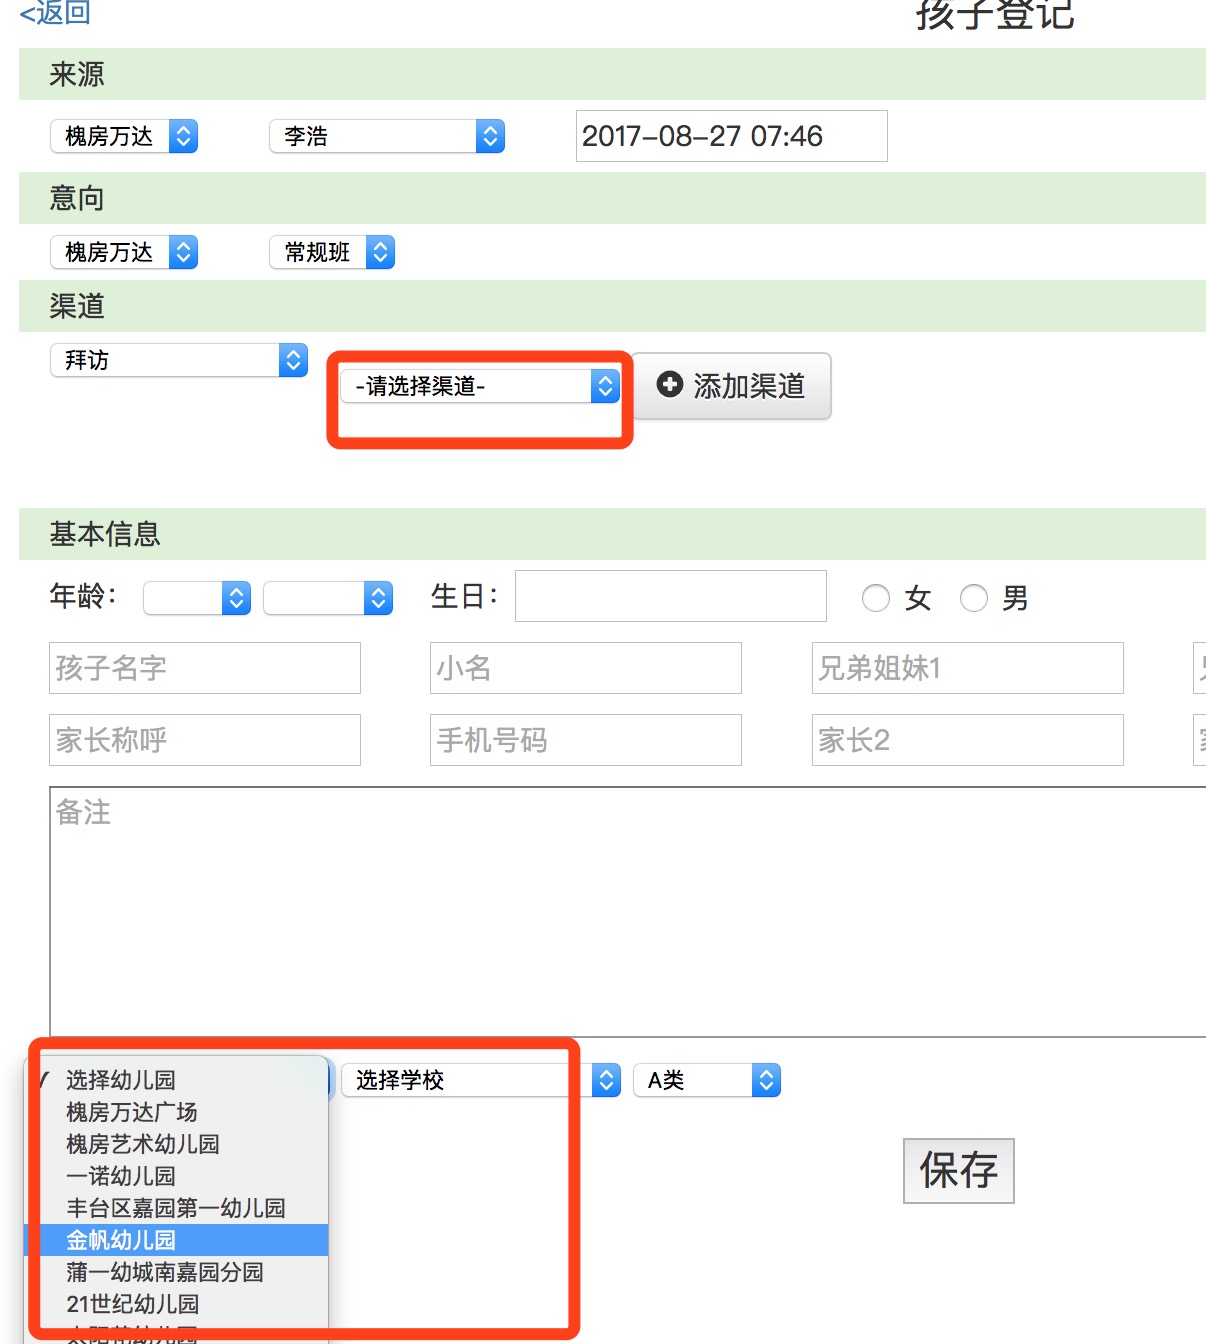 <返回
孩子登记
来源
槐房万达 李浩 2017-08-27 07:46
意向
槐房万达 常规班
渠道
拜访 -请选择渠道- 添加渠道
基本信息
年龄： 生日： 女 男
孩子名字 小名 兄弟姐妹1
家长称呼 手机号码 家长2
备注
选择幼儿园 选择学校 A类
槐房万达广场
槐房艺术幼儿园
一诺幼儿园
丰台区嘉园第一幼儿园
金帆幼儿园
蒲一幼城南嘉园分园
21世纪幼儿园
保存